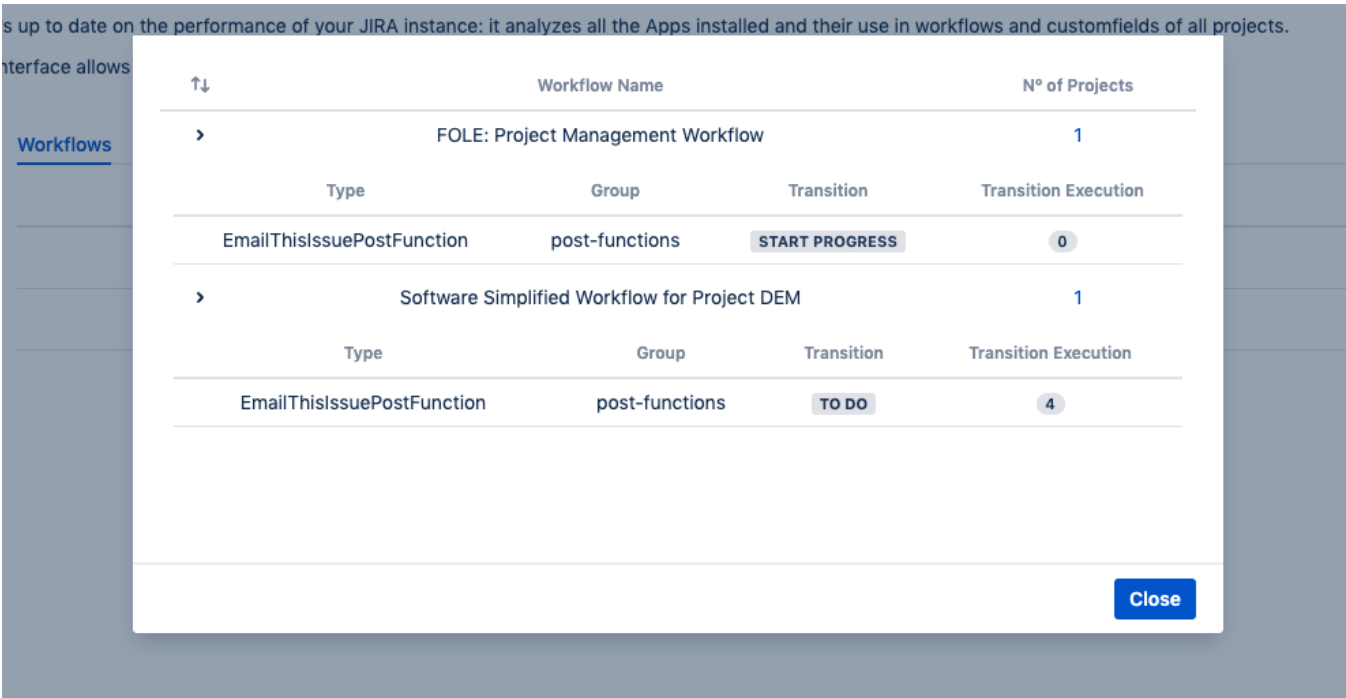 s up to date on the performance of your JIRA instance: it analyzes all the Apps installed and their use in workflows and customfields of all projects.
nterface allows
Workflows
Workflow Name Nº of Projects
FOLE: Project Management Workflow 1
Type Group Transition Transition Execution
EmailThisIssuePostFunction post-functions START PROGRESS 0
Software Simplified Workflow for Project DEM 1
Type Group Transition Transition Execution
EmailThisIssuePostFunction post-functions TO DO 4
Close